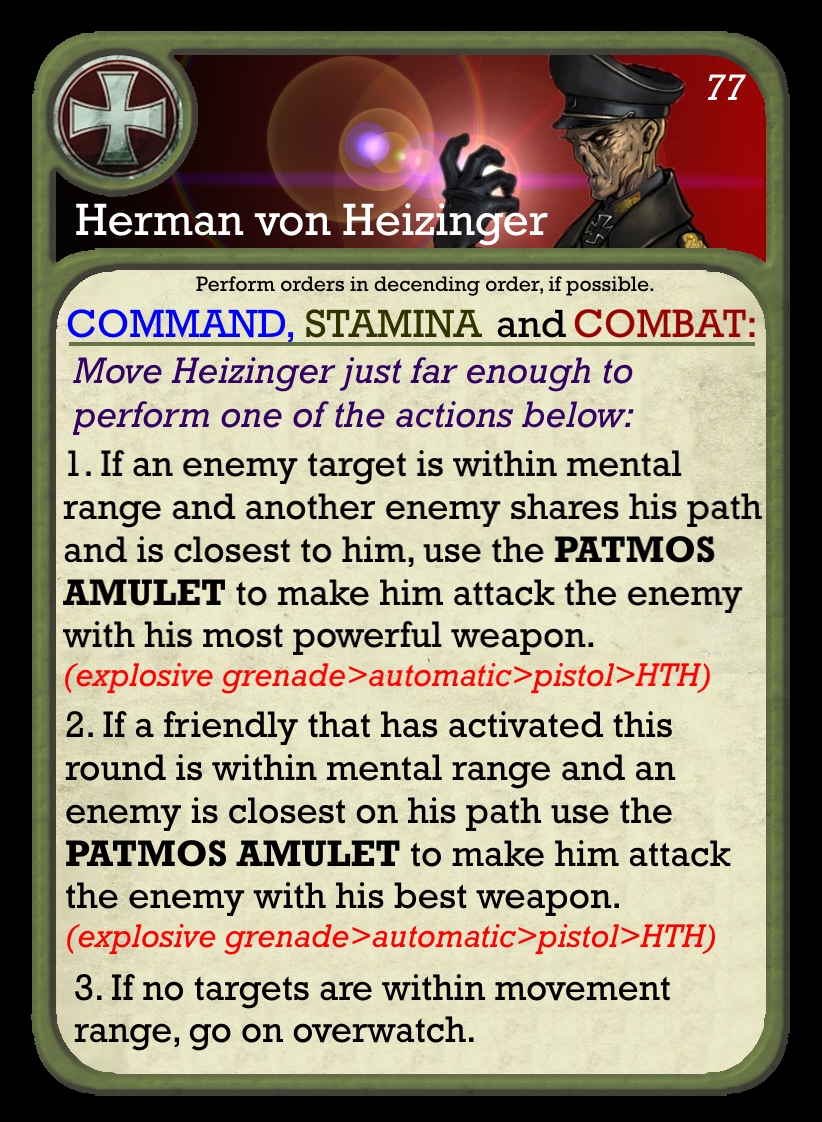 77
Herman von Heizinger
Perform orders in decending order, if possible.
COMMAND, STAMINA and COMBAT:
Move Heizinger just far enough to
perform one of the actions below:
1. If an enemy target is within mental
range and another enemy shares his path
and is closest to him, use the PATMOS
AMULET to make him attack the enemy
with his most powerful weapon.
(explosive grenade>automatic>pistol>HTH)
2. If a friendly that has activated this
round is within mental range and an
enemy is closest on his path use the
PATMOS AMULET to make him attack
the enemy with his best weapon.
(explosive grenade>automatic>pistol>HTH)
3. If no targets are within movement
range, go on overwatch.